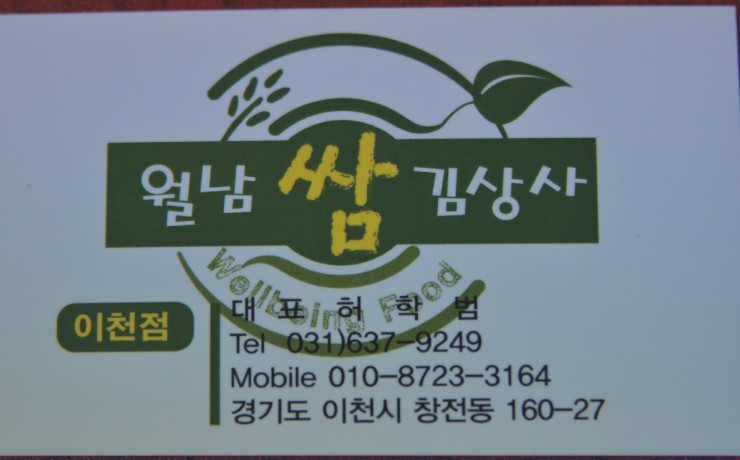 월남 쌈 김상사
Wellbeing Food
이천점
대 표 허 학 범
Tel 031)637-9249
Mobile 010-8723-3164
경기도 이천시 창전동 160-27